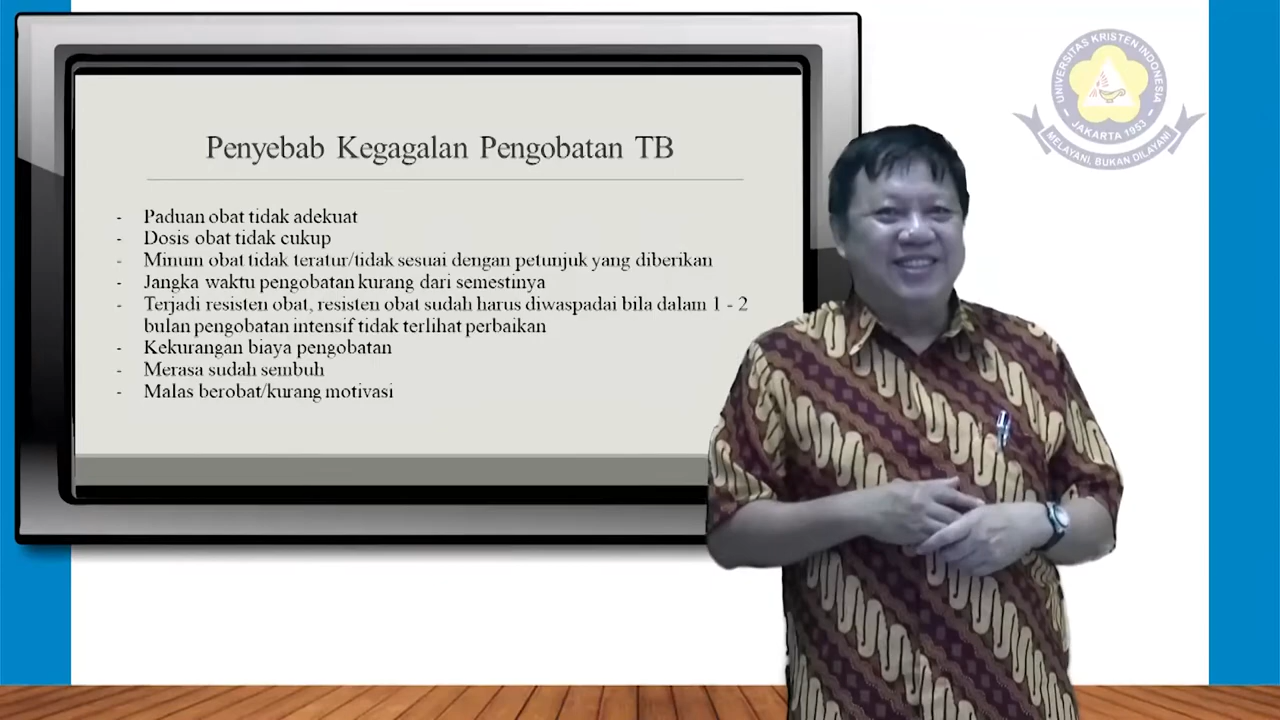 Penyebab Kegagalan Pengobatan TB
- Paduan obat tidak adekuat
- Dosis obat tidak cukup
- Minum obat tidak teratur/tidak sesuai dengan petunjuk yang diberikan
- Jangka waktu pengobatan kurang dari semestinya
- Terjadi resisten obat, resisten obat sudah harus diwaspadai bila dalam 1 - 2
bulan pengobatan intensif tidak terlihat perbaikan
- Kekurangan biaya pengobatan
- Merasa sudah sembuh
- Malas berobat/kurang motivasi
UNIVERSITAS KRISTEN INDONESIA
- JAKARTA 1953 -
MELAYANI, BUKAN DILAYANI